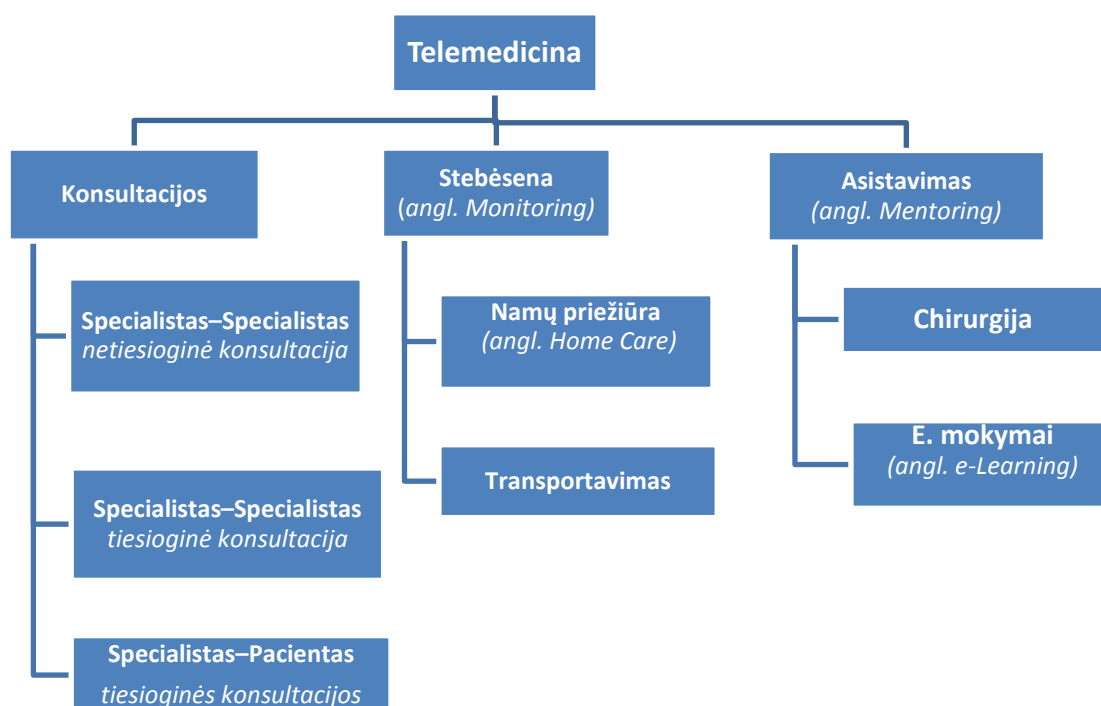 Telemedicina
Konsultacijos
Specialistas–Specialistas
netiesioginė konsultacija
Specialistas–Specialistas
tiesioginė konsultacija
Specialistas–Pacientas
tiesioginės konsultacijos
Stebėsena
(angl. Monitoring)
Namų priežiūra
(angl. Home Care)
Transportavimas
Asistavimas
(angl. Mentoring)
Chirurgija
E. mokymai
(angl. e-Learning)